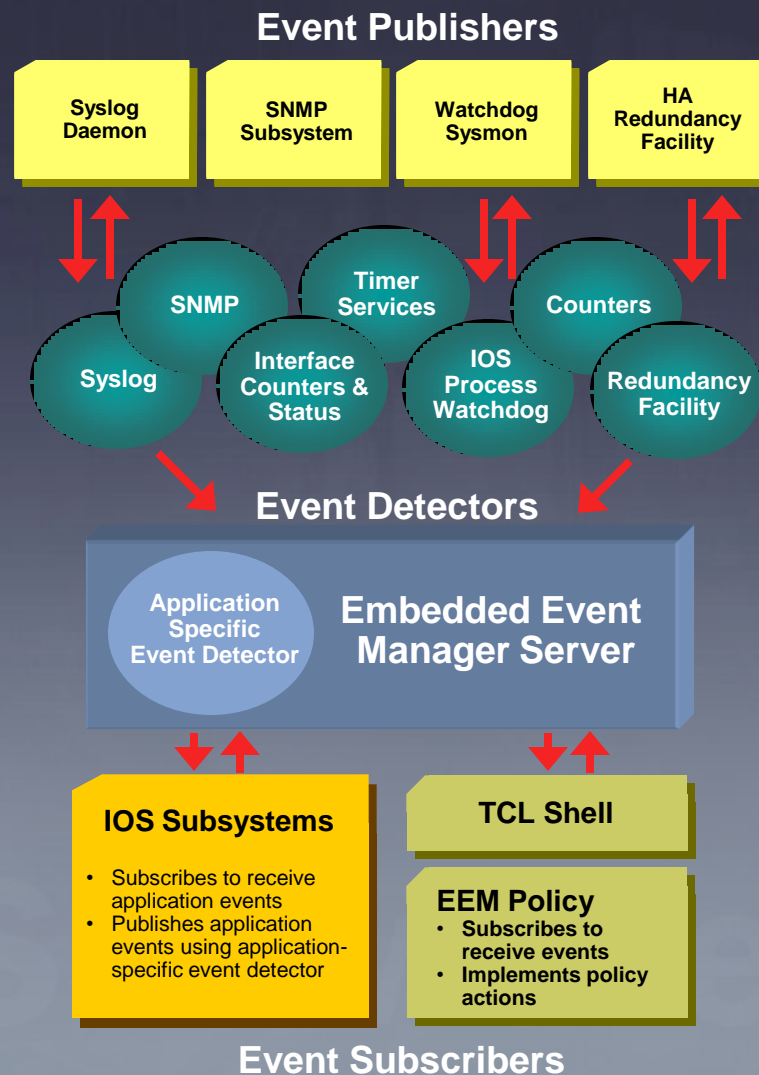 Event Publishers
Syslog
Daemon
SNMP
Subsystem
Watchdog
Sysmon
HA
Redundancy
Facility
Syslog
SNMP
Interface
Counters &
Status
Timer
Services
IOS
Process
Watchdog
Counters
Redundancy
Facility
Event Detectors
Application
Specific
Event Detector
Embedded Event
Manager Server
IOS Subsystems
• Subscribes to receive
application events
• Publishes application
events using application-
specific event detector
TCL Shell
EEM Policy
• Subscribes to
receive events
• Implements policy
actions
Event Subscribers